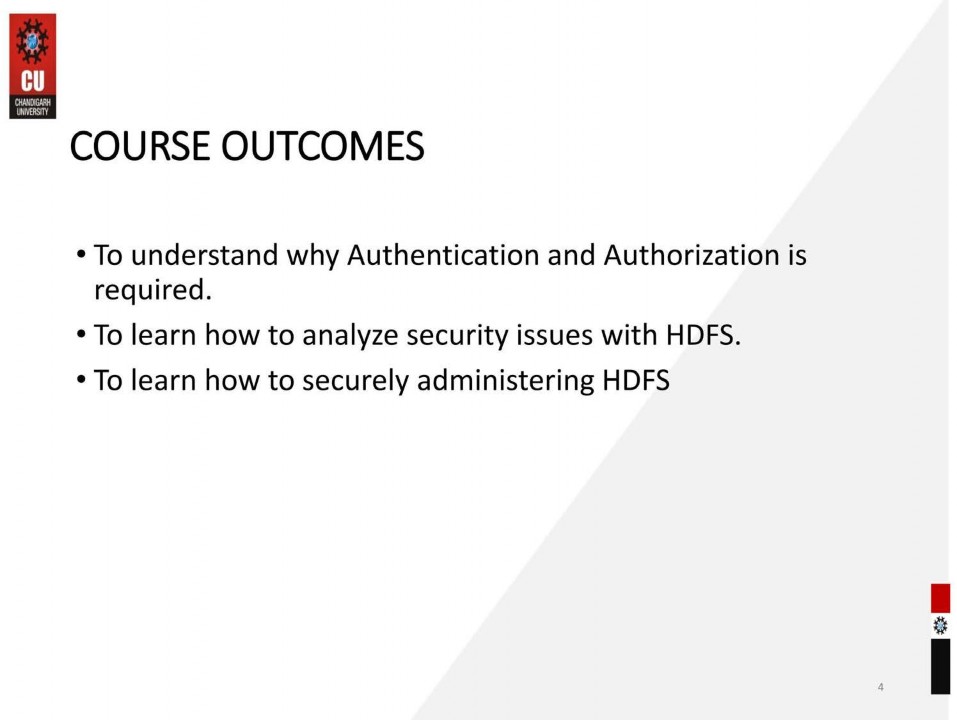 CU
CHANDIGARH
UNIVERSITY
COURSE OUTCOMES
• To understand why Authentication and Authorization is
required.
• To learn how to analyze security issues with HDFS.
• To learn how to securely administering HDFS
4